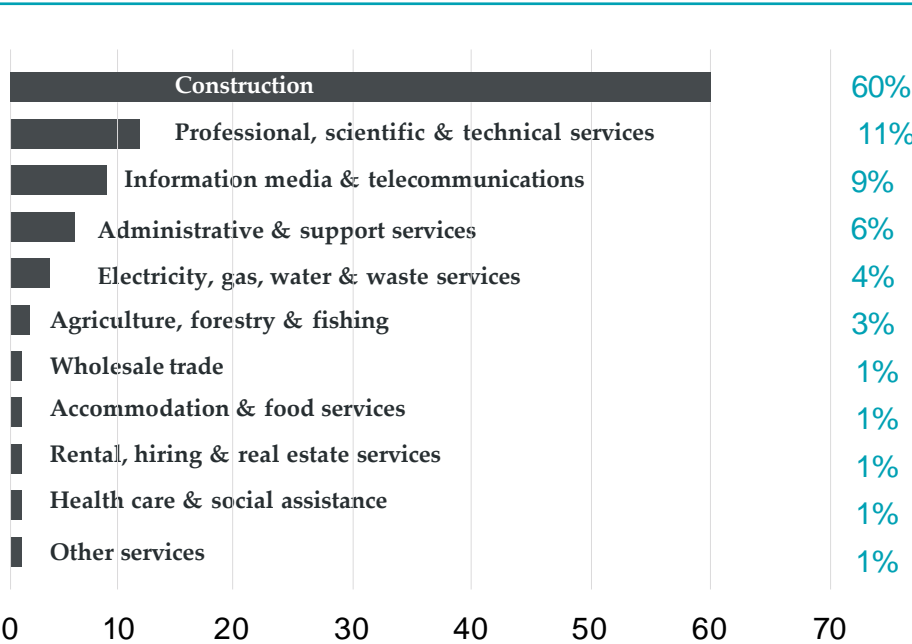 Construction 60%
Professional, scientific & technical services 11%
Information media & telecommunications 9%
Administrative & support services 6%
Electricity, gas, water & waste services 4%
Agriculture, forestry & fishing 3%
Wholesale trade 1%
Accommodation & food services 1%
Rental, hiring & real estate services 1%
Health care & social assistance 1%
Other services 1%
0 10 20 30 40 50 60 70